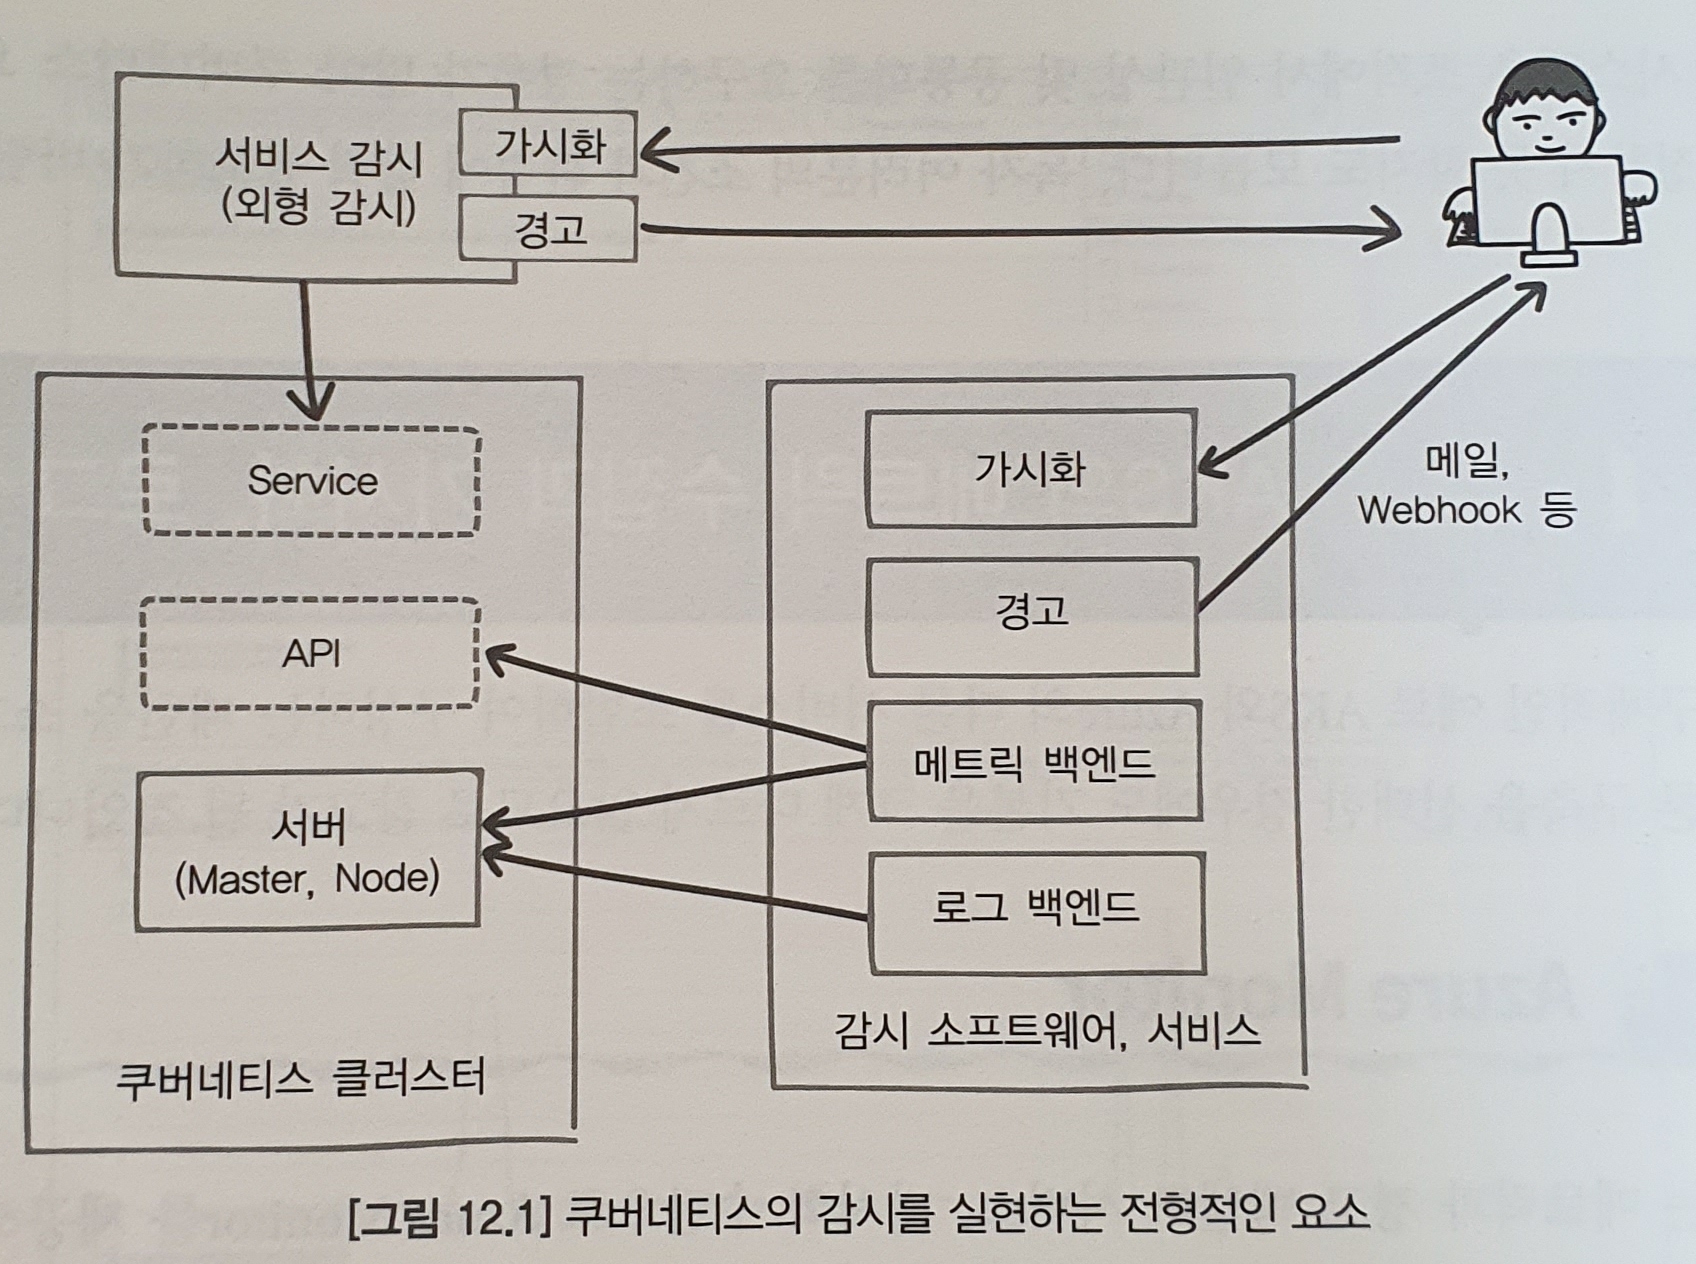 서비스 감시
(외형 감시)
가시화
경고
Service
API
서버
(Master, Node)
쿠버네티스 클러스터
가시화
경고
메트릭 백엔드
로그 백엔드
감시 소프트웨어, 서비스
메일,
Webhook 등
[그림 12.1] 쿠버네티스의 감시를 실현하는 전형적인 요소